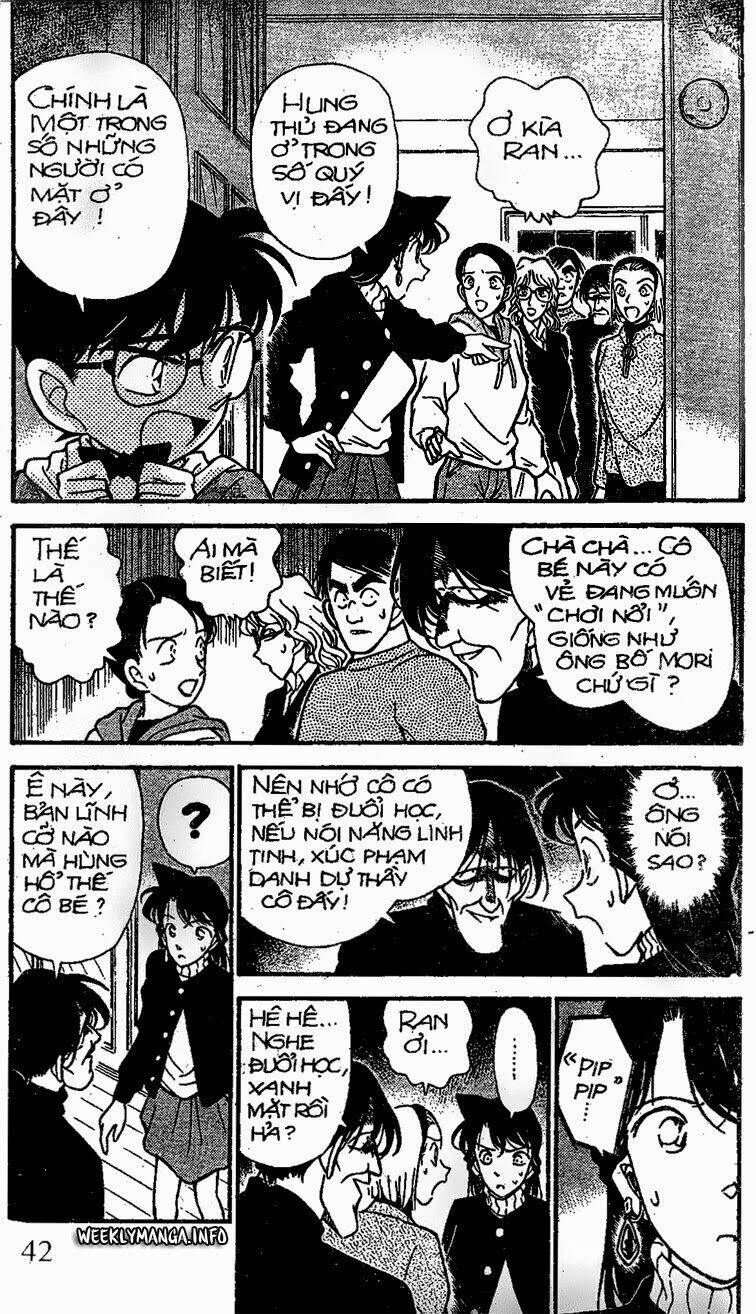 CHÍNH LÀ
MỘT TRONG
SỐ NHỮNG
NGƯỜI CÓ
MẶT Ở
ĐÂY !
HUNG
THỦ ĐANG
Ở TRONG
SỐ QUÝ
VỊ ĐẤY !
Ơ KÌA
RAN...
THẾ
LÀ
THẾ
NÀO ?
AI MÀ
BIẾT!
CHÀ CHÀ... CÔ
BÉ NÀY CÓ
VẺ ĐANG MUỐN
"CHƠI NỔI",
GIỐNG NHƯ
ÔNG BỐ MORI
CHỨ GÌ ?
Ê NÀY,
BẢN LĨNH
CỠ NÀO
MÀ HÙNG
HỔ THẾ
CÔ BÉ ?
?
NÊN NHỚ CÔ CÓ
THỂ BỊ ĐUỔI HỌC,
NẾU NÓI NĂNG LINH
TINH, XÚC PHẠM
DANH DỰ THẦY
CÔ ĐẤY!
Ơ...
ÔNG
NÓI
SAO?
HÊ HÊ...
NGHE
ĐUỔI HỌC,
XANH
MẶT RỒI
HẢ ?
RAN
ƠI...
......
"PIP
PIP"
...
42
WEEKLYMANGA.INFO